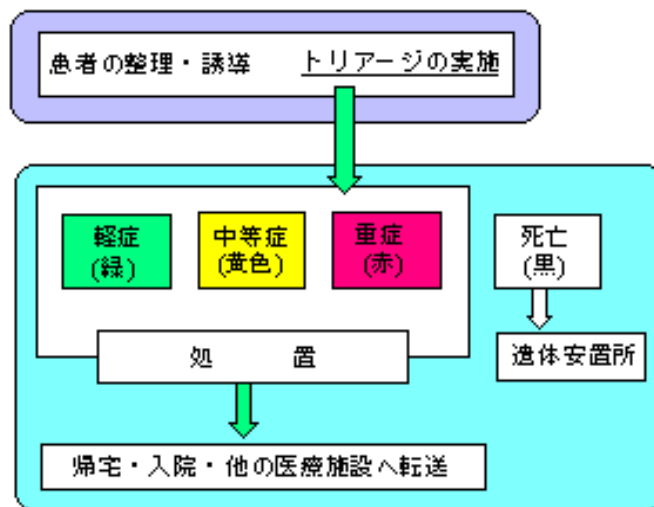 患者の整理・誘導　トリアージの実施
軽症
(緑)
中等症
(黄色)
重症
(赤)
死亡
(黒)
処　置
遺体安置所
帰宅・入院・他の医療施設へ転送